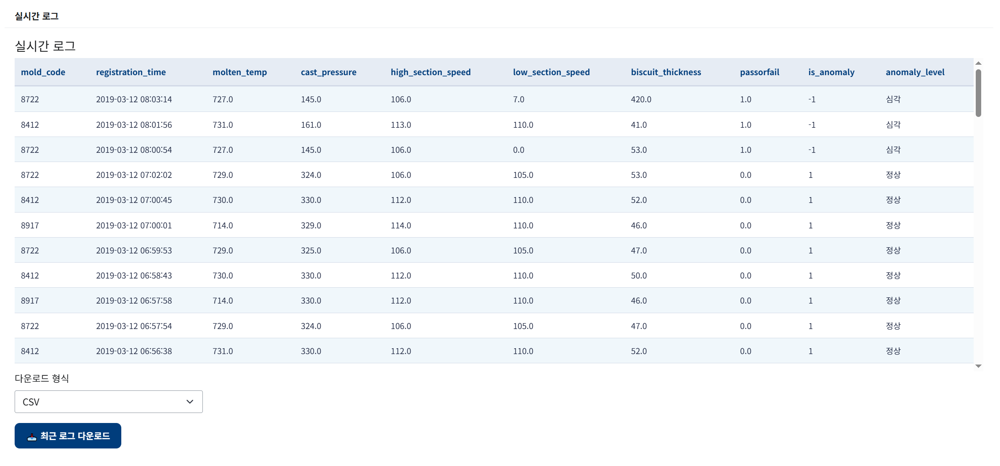 실시간 로그
실시간 로그
mold_code registration_time molten_temp cast_pressure high_section_speed low_section_speed biscuit_thickness passorfail is_anomaly anomaly_level
8722 2019-03-12 08:03:14 727.0 145.0 106.0 7.0 420.0 1.0 -1 심각
8412 2019-03-12 08:01:56 731.0 161.0 113.0 110.0 41.0 1.0 -1 심각
8722 2019-03-12 08:00:54 727.0 145.0 106.0 0.0 53.0 1.0 -1 심각
8722 2019-03-12 07:02:02 729.0 324.0 106.0 105.0 53.0 0.0 1 정상
8412 2019-03-12 07:00:45 730.0 330.0 112.0 110.0 52.0 0.0 1 정상
8917 2019-03-12 07:00:01 714.0 329.0 114.0 110.0 46.0 0.0 1 정상
8722 2019-03-12 06:59:53 729.0 325.0 106.0 105.0 47.0 0.0 1 정상
8412 2019-03-12 06:58:43 730.0 330.0 112.0 110.0 50.0 0.0 1 정상
8917 2019-03-12 06:57:58 714.0 330.0 112.0 110.0 46.0 0.0 1 정상
8722 2019-03-12 06:57:54 729.0 324.0 106.0 105.0 47.0 0.0 1 정상
8412 2019-03-12 06:56:38 731.0 330.0 112.0 110.0 52.0 0.0 1 정상
다운로드 형식
CSV
최근 로그 다운로드